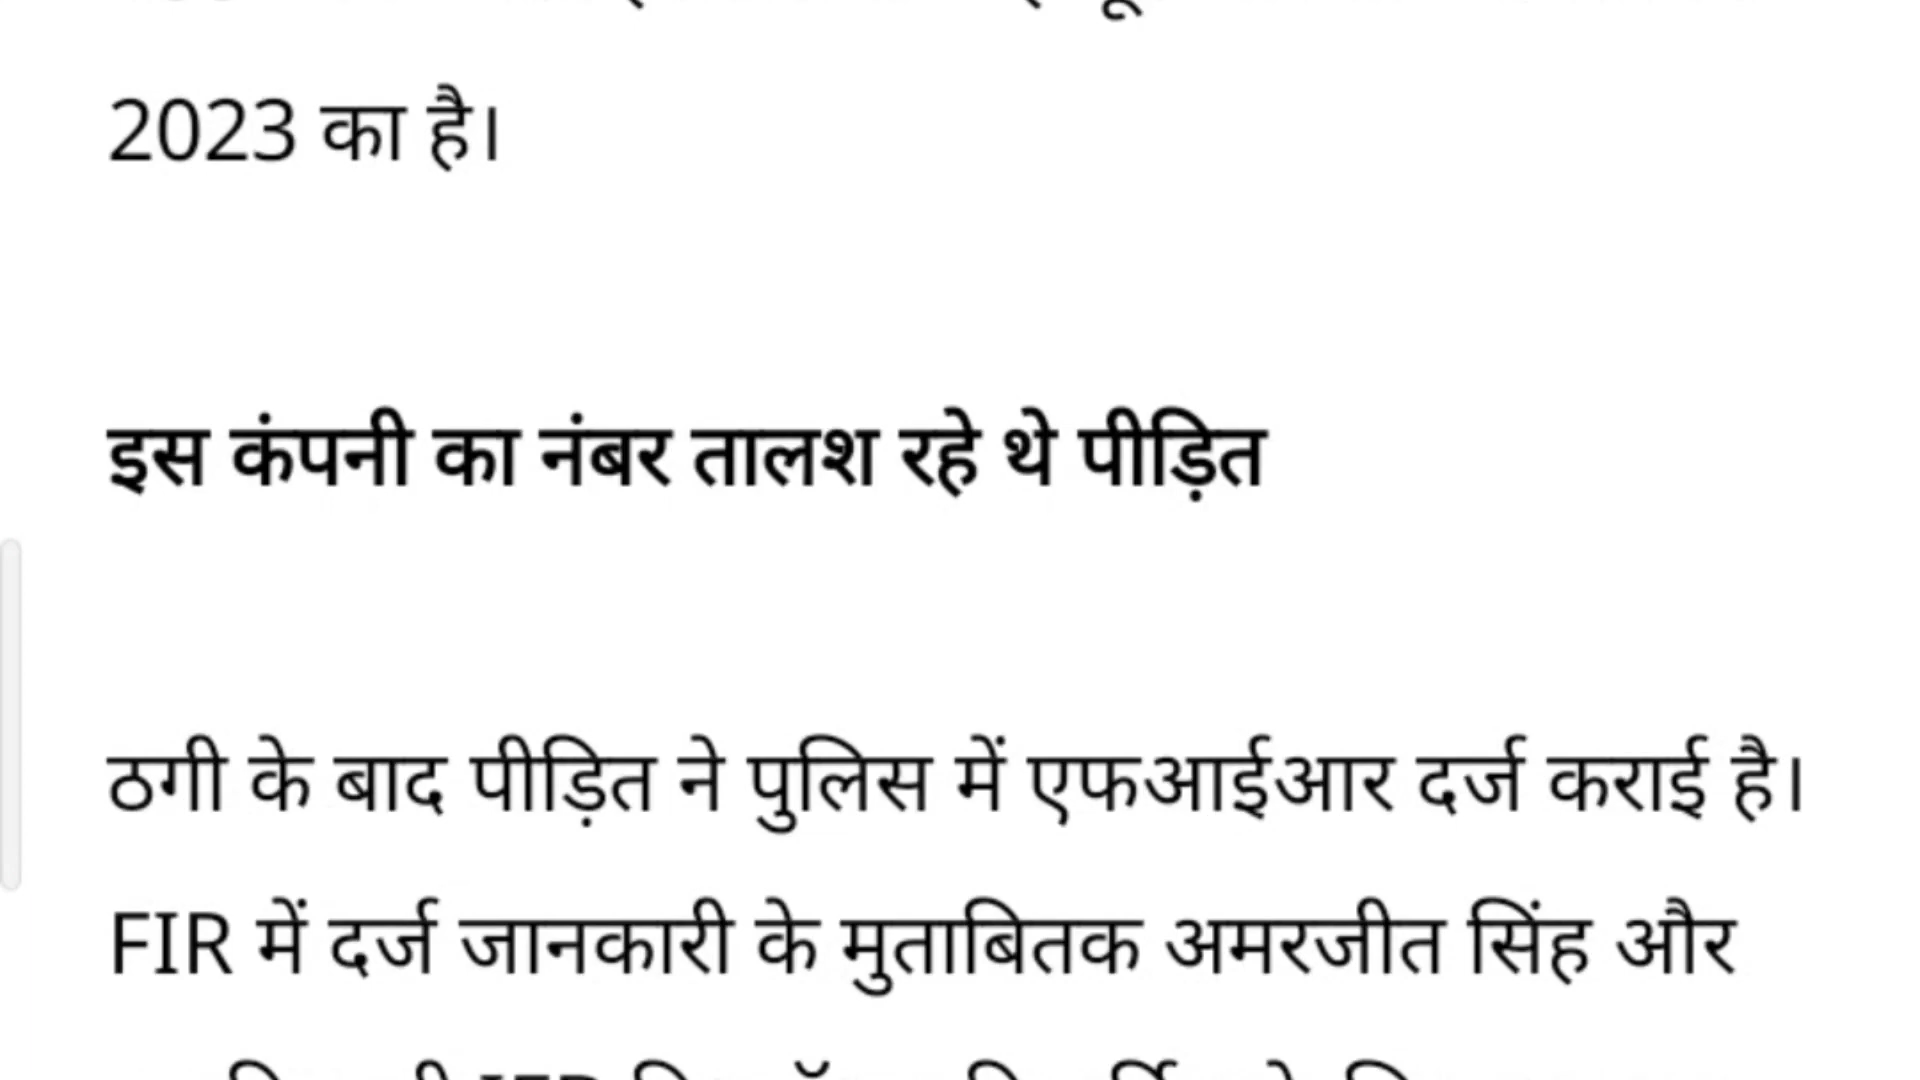 2023 का है।
इस कंपनी का नंबर तालश रहे थे पीड़ित
ठगी के बाद पीड़ित ने पुलिस में एफआईआर दर्ज कराई है।
FIR में दर्ज जानकारी के मुताबितक अमरजीत सिंह और